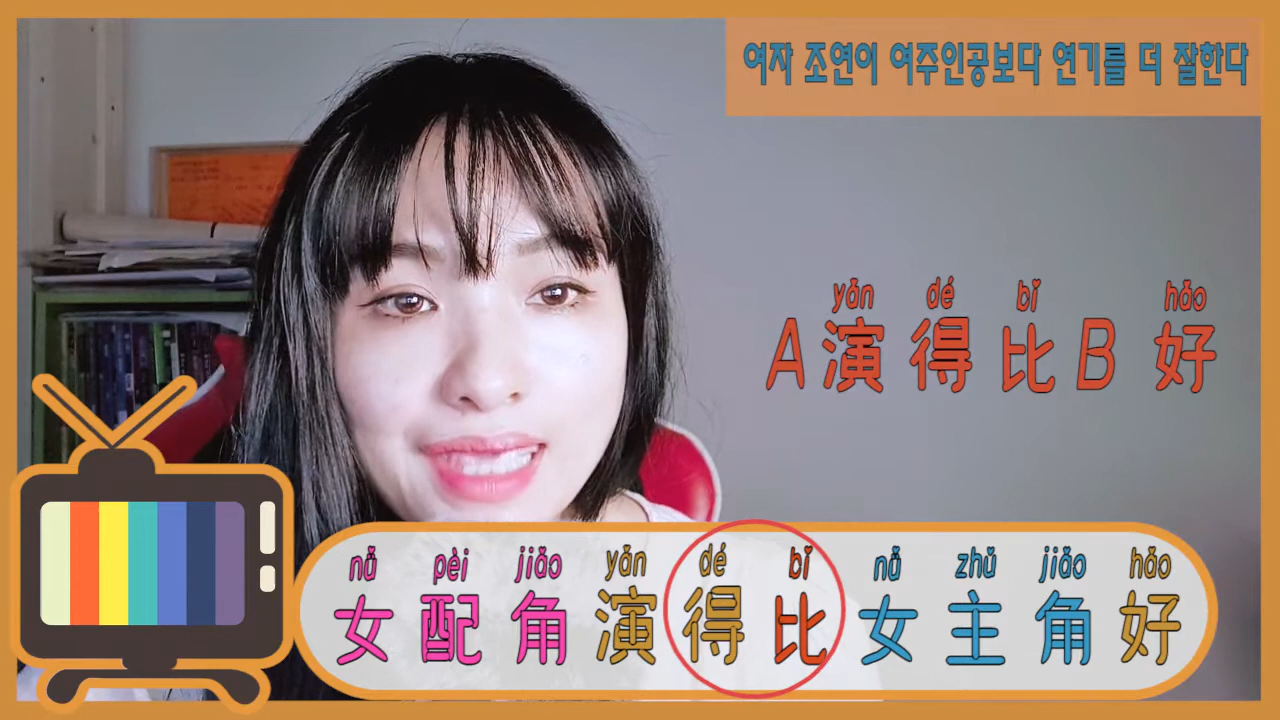 여자 조연이 여주인공보다 연기를 더 잘한다
yǎn dé bǐ hǎo
A演得比B 好
nǚ pèi jiǎo yǎn dé bǐ nǚ zhǔ jiǎo hǎo
女配角演得比女主角好